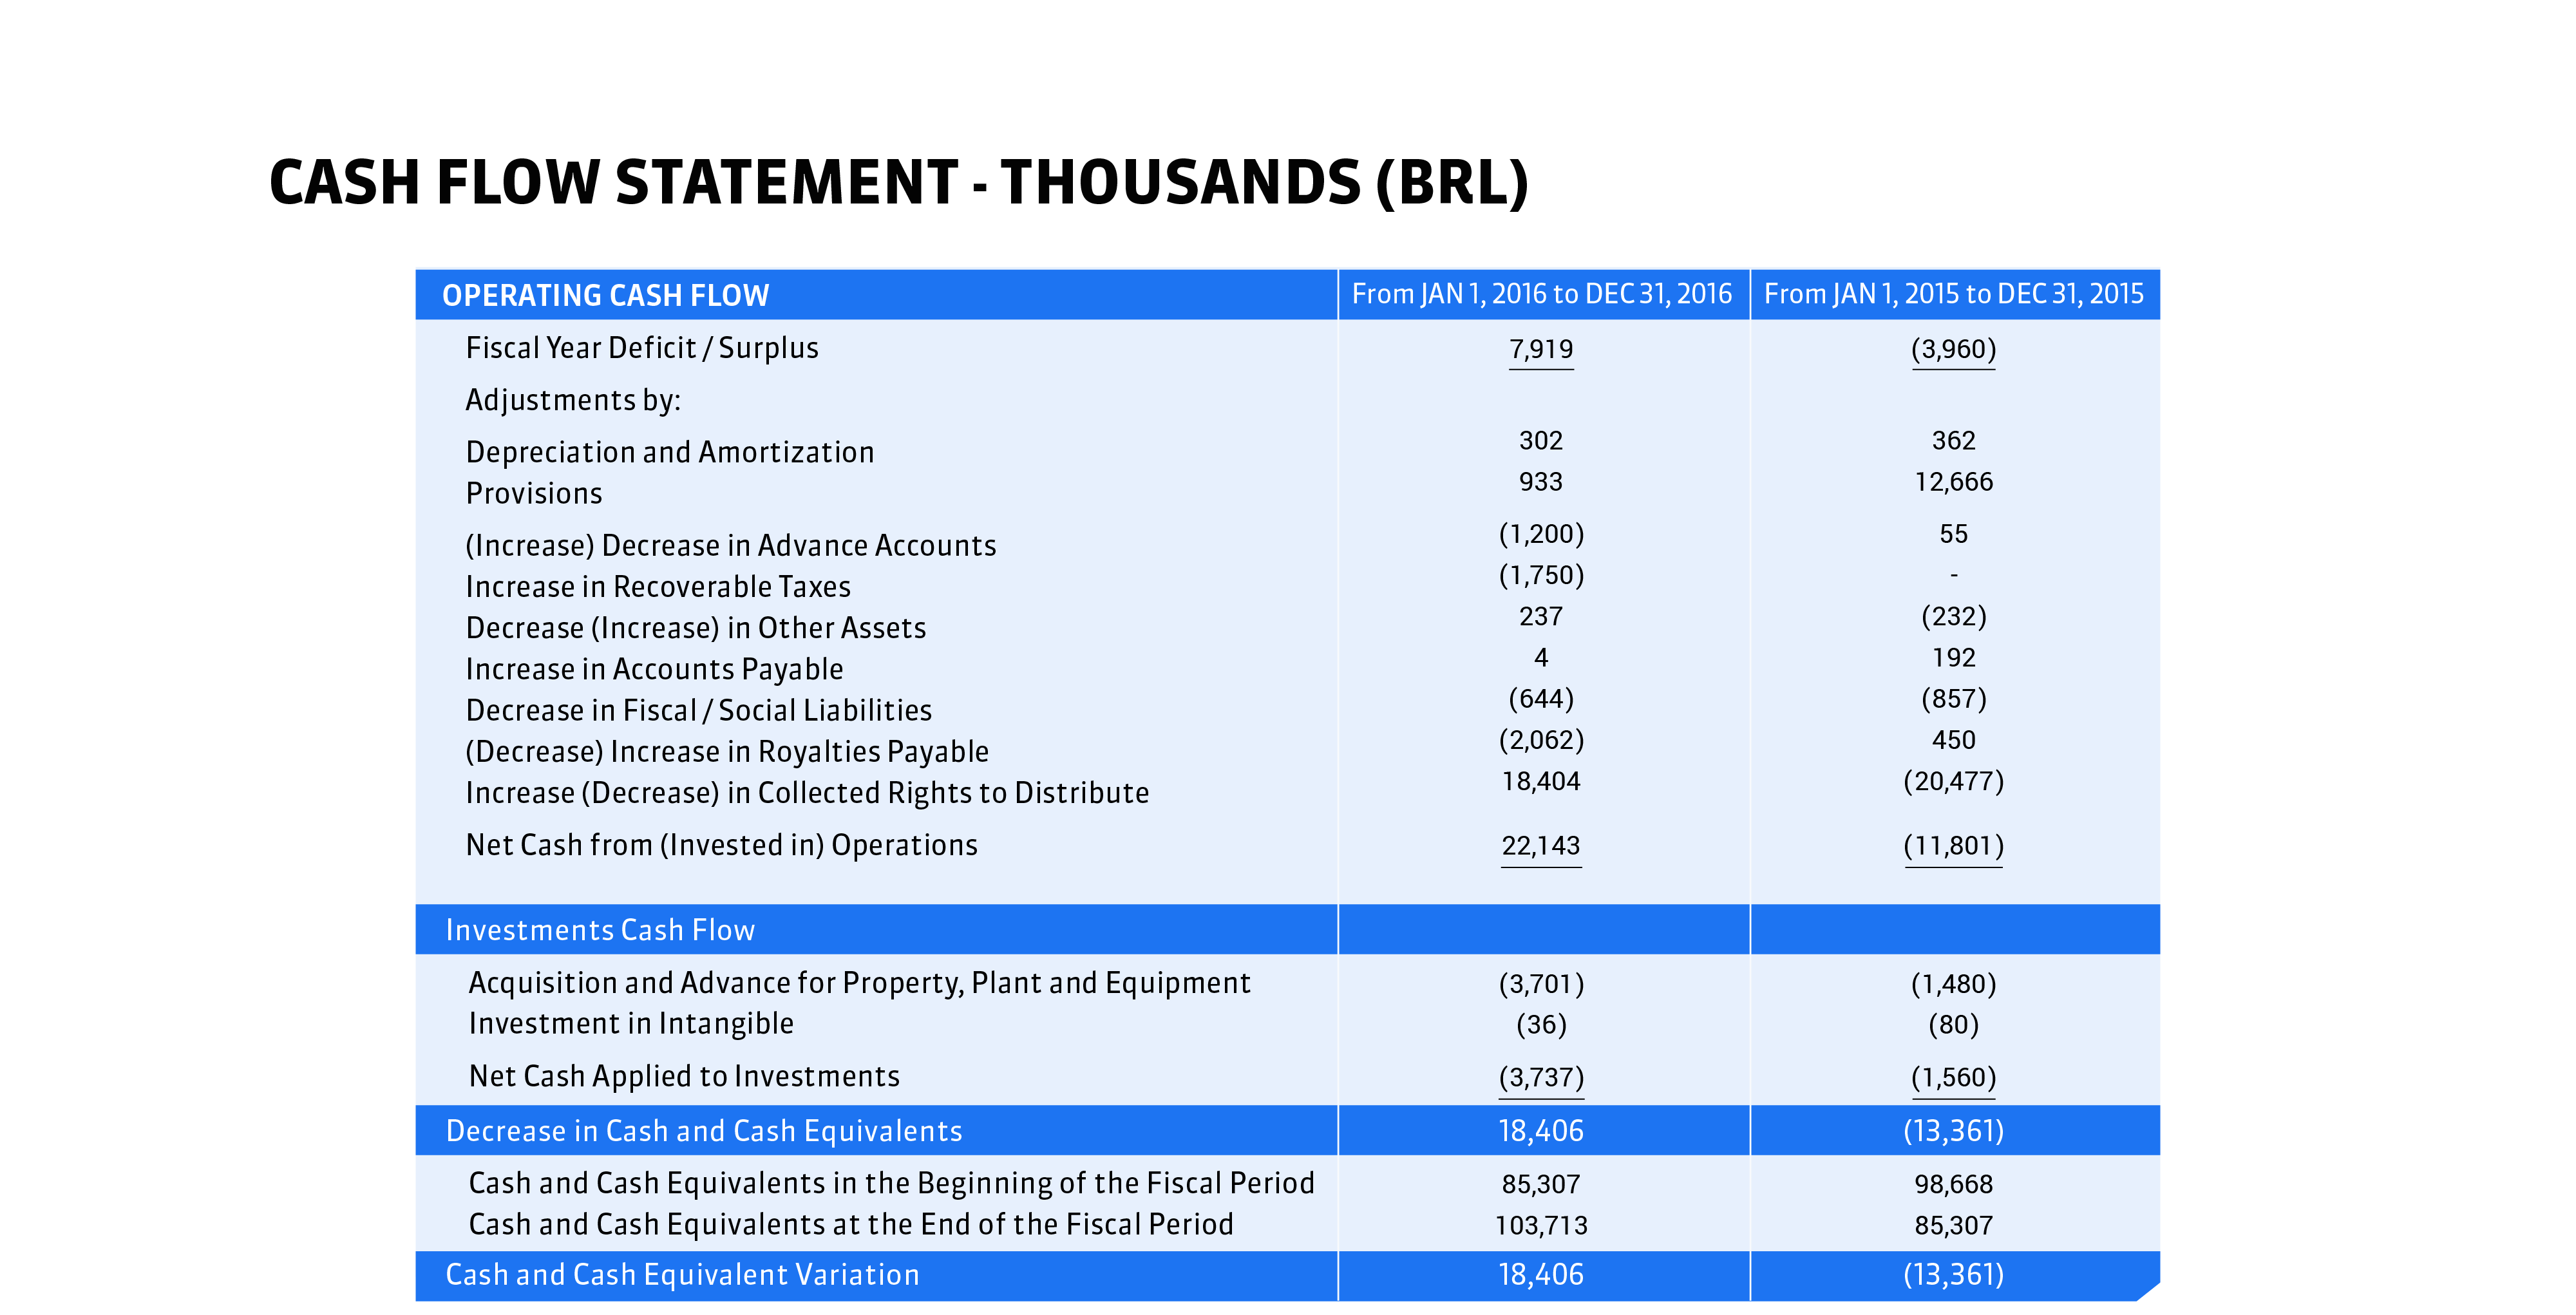 CASH FLOW STATEMENT - THOUSANDS (BRL)
OPERATING CASH FLOW From JAN 1, 2016 to DEC 31, 2016 From JAN 1, 2015 to DEC 31, 2015
Fiscal Year Deficit / Surplus 7,919 (3,960)
Adjustments by:
Depreciation and Amortization 302 362
Provisions 933 12,666
(Increase) Decrease in Advance Accounts (1,200) 55
Increase in Recoverable Taxes (1,750) -
Decrease (Increase) in Other Assets 237 (232)
Increase in Accounts Payable 4 192
Decrease in Fiscal / Social Liabilities (644) (857)
(Decrease) Increase in Royalties Payable (2,062) 450
Increase (Decrease) in Collected Rights to Distribute 18,404 (20,477)
Net Cash from (Invested in) Operations 22,143 (11,801)
Investments Cash Flow
Acquisition and Advance for Property, Plant and Equipment (3,701) (1,480)
Investment in Intangible (36) (80)
Net Cash Applied to Investments (3,737) (1,560)
Decrease in Cash and Cash Equivalents 18,406 (13,361)
Cash and Cash Equivalents in the Beginning of the Fiscal Period 85,307 98,668
Cash and Cash Equivalents at the End of the Fiscal Period 103,713 85,307
Cash and Cash Equivalent Variation 18,406 (13,361)